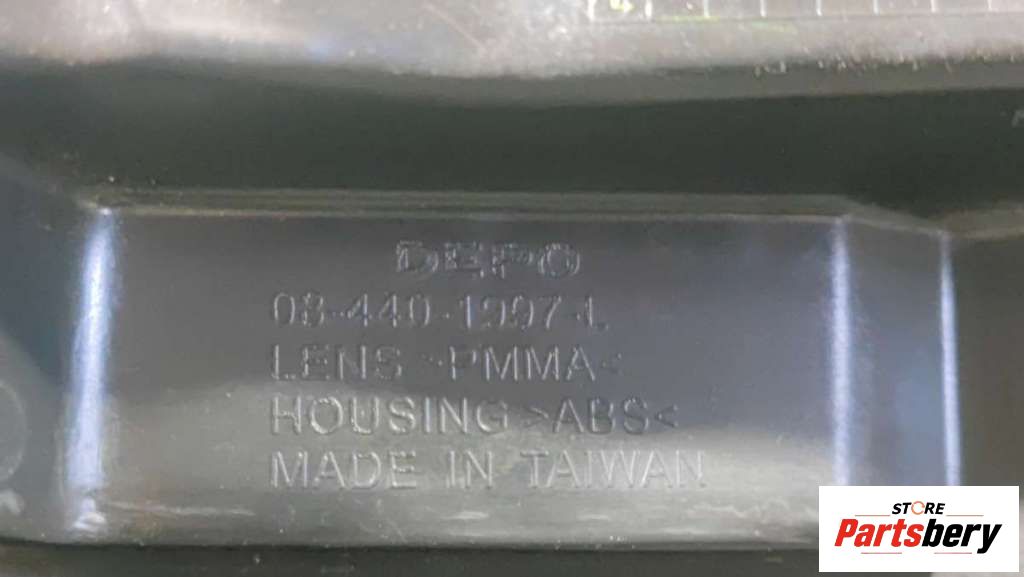 DEPO
08-440-1997-L
LENS >PMMA<
HOUSING >ABS<
MADE IN TAIWAN
STORE
Partsbery